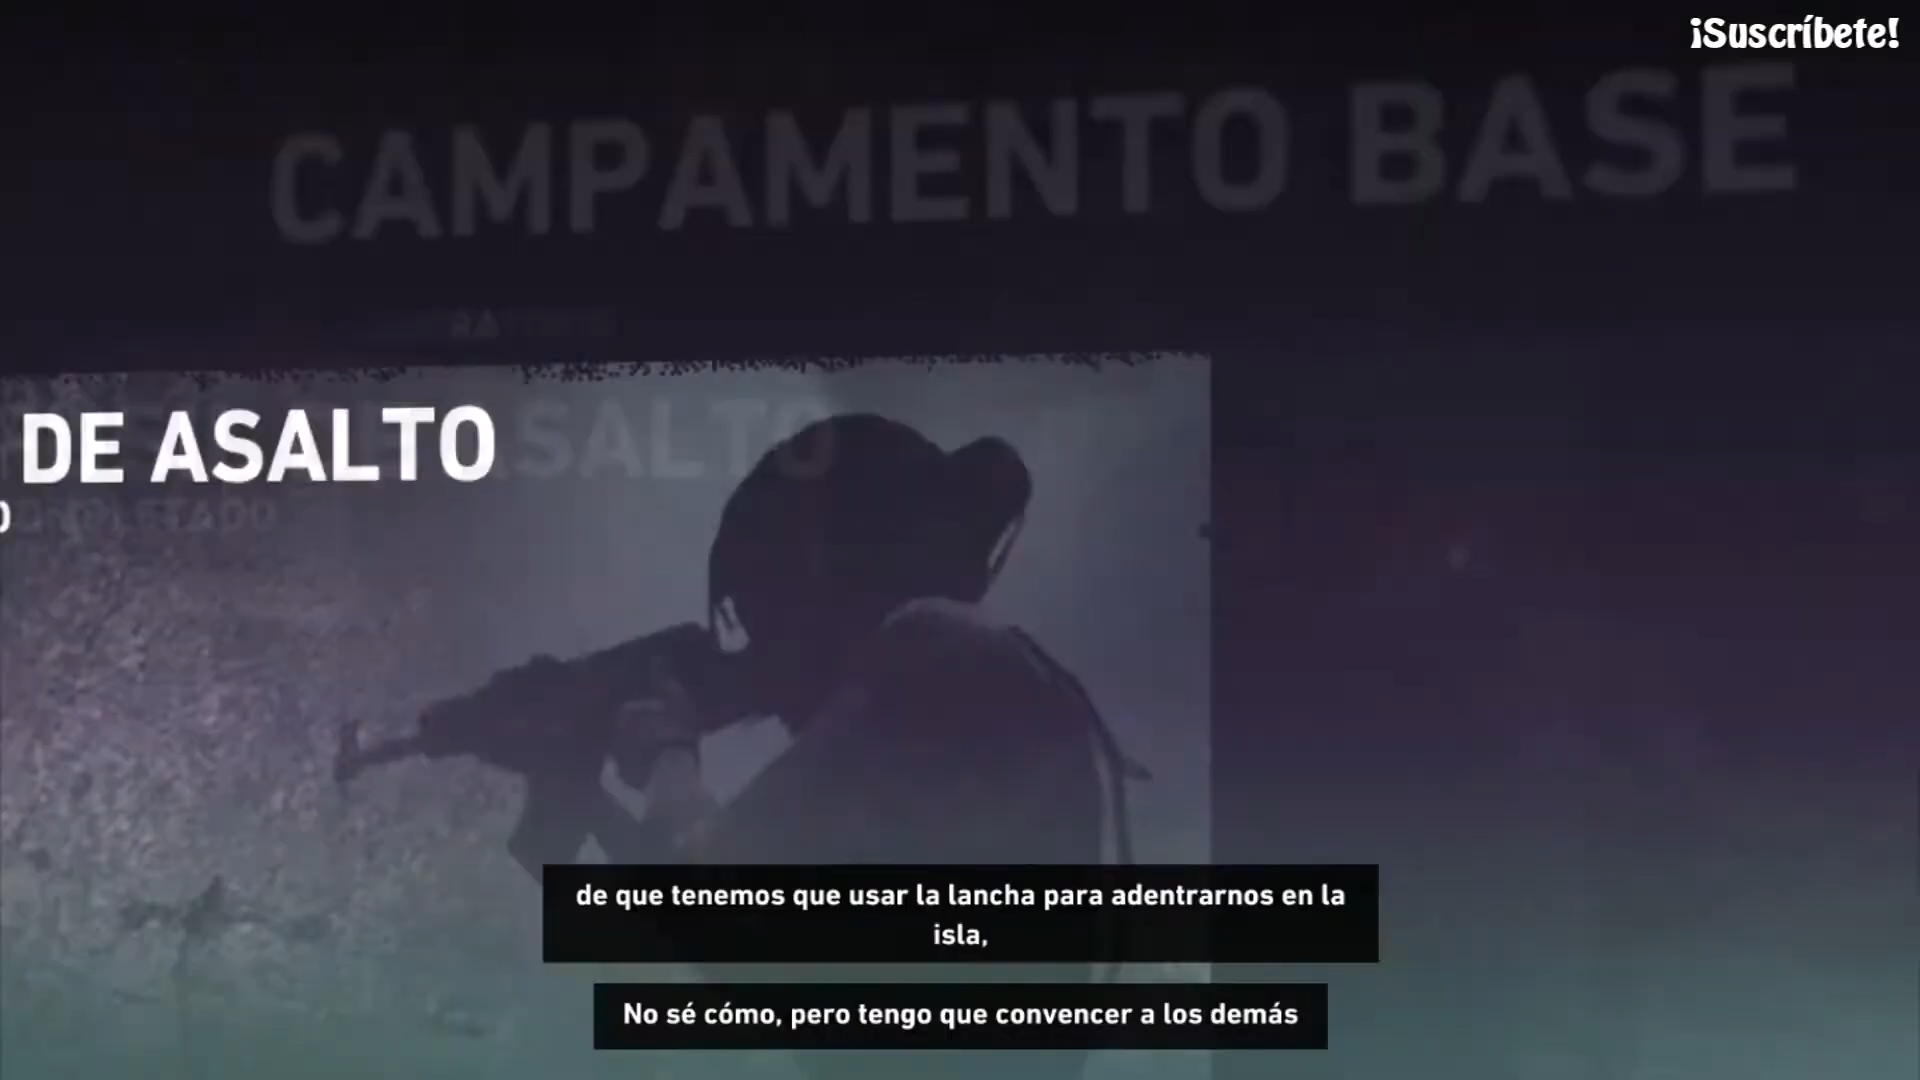 ¡Suscríbete!
CAMPAMENTO BASE
DE ASALTO
de que tenemos que usar la lancha para adentrarnos en la
isla,
No sé cómo, pero tengo que convencer a los demás